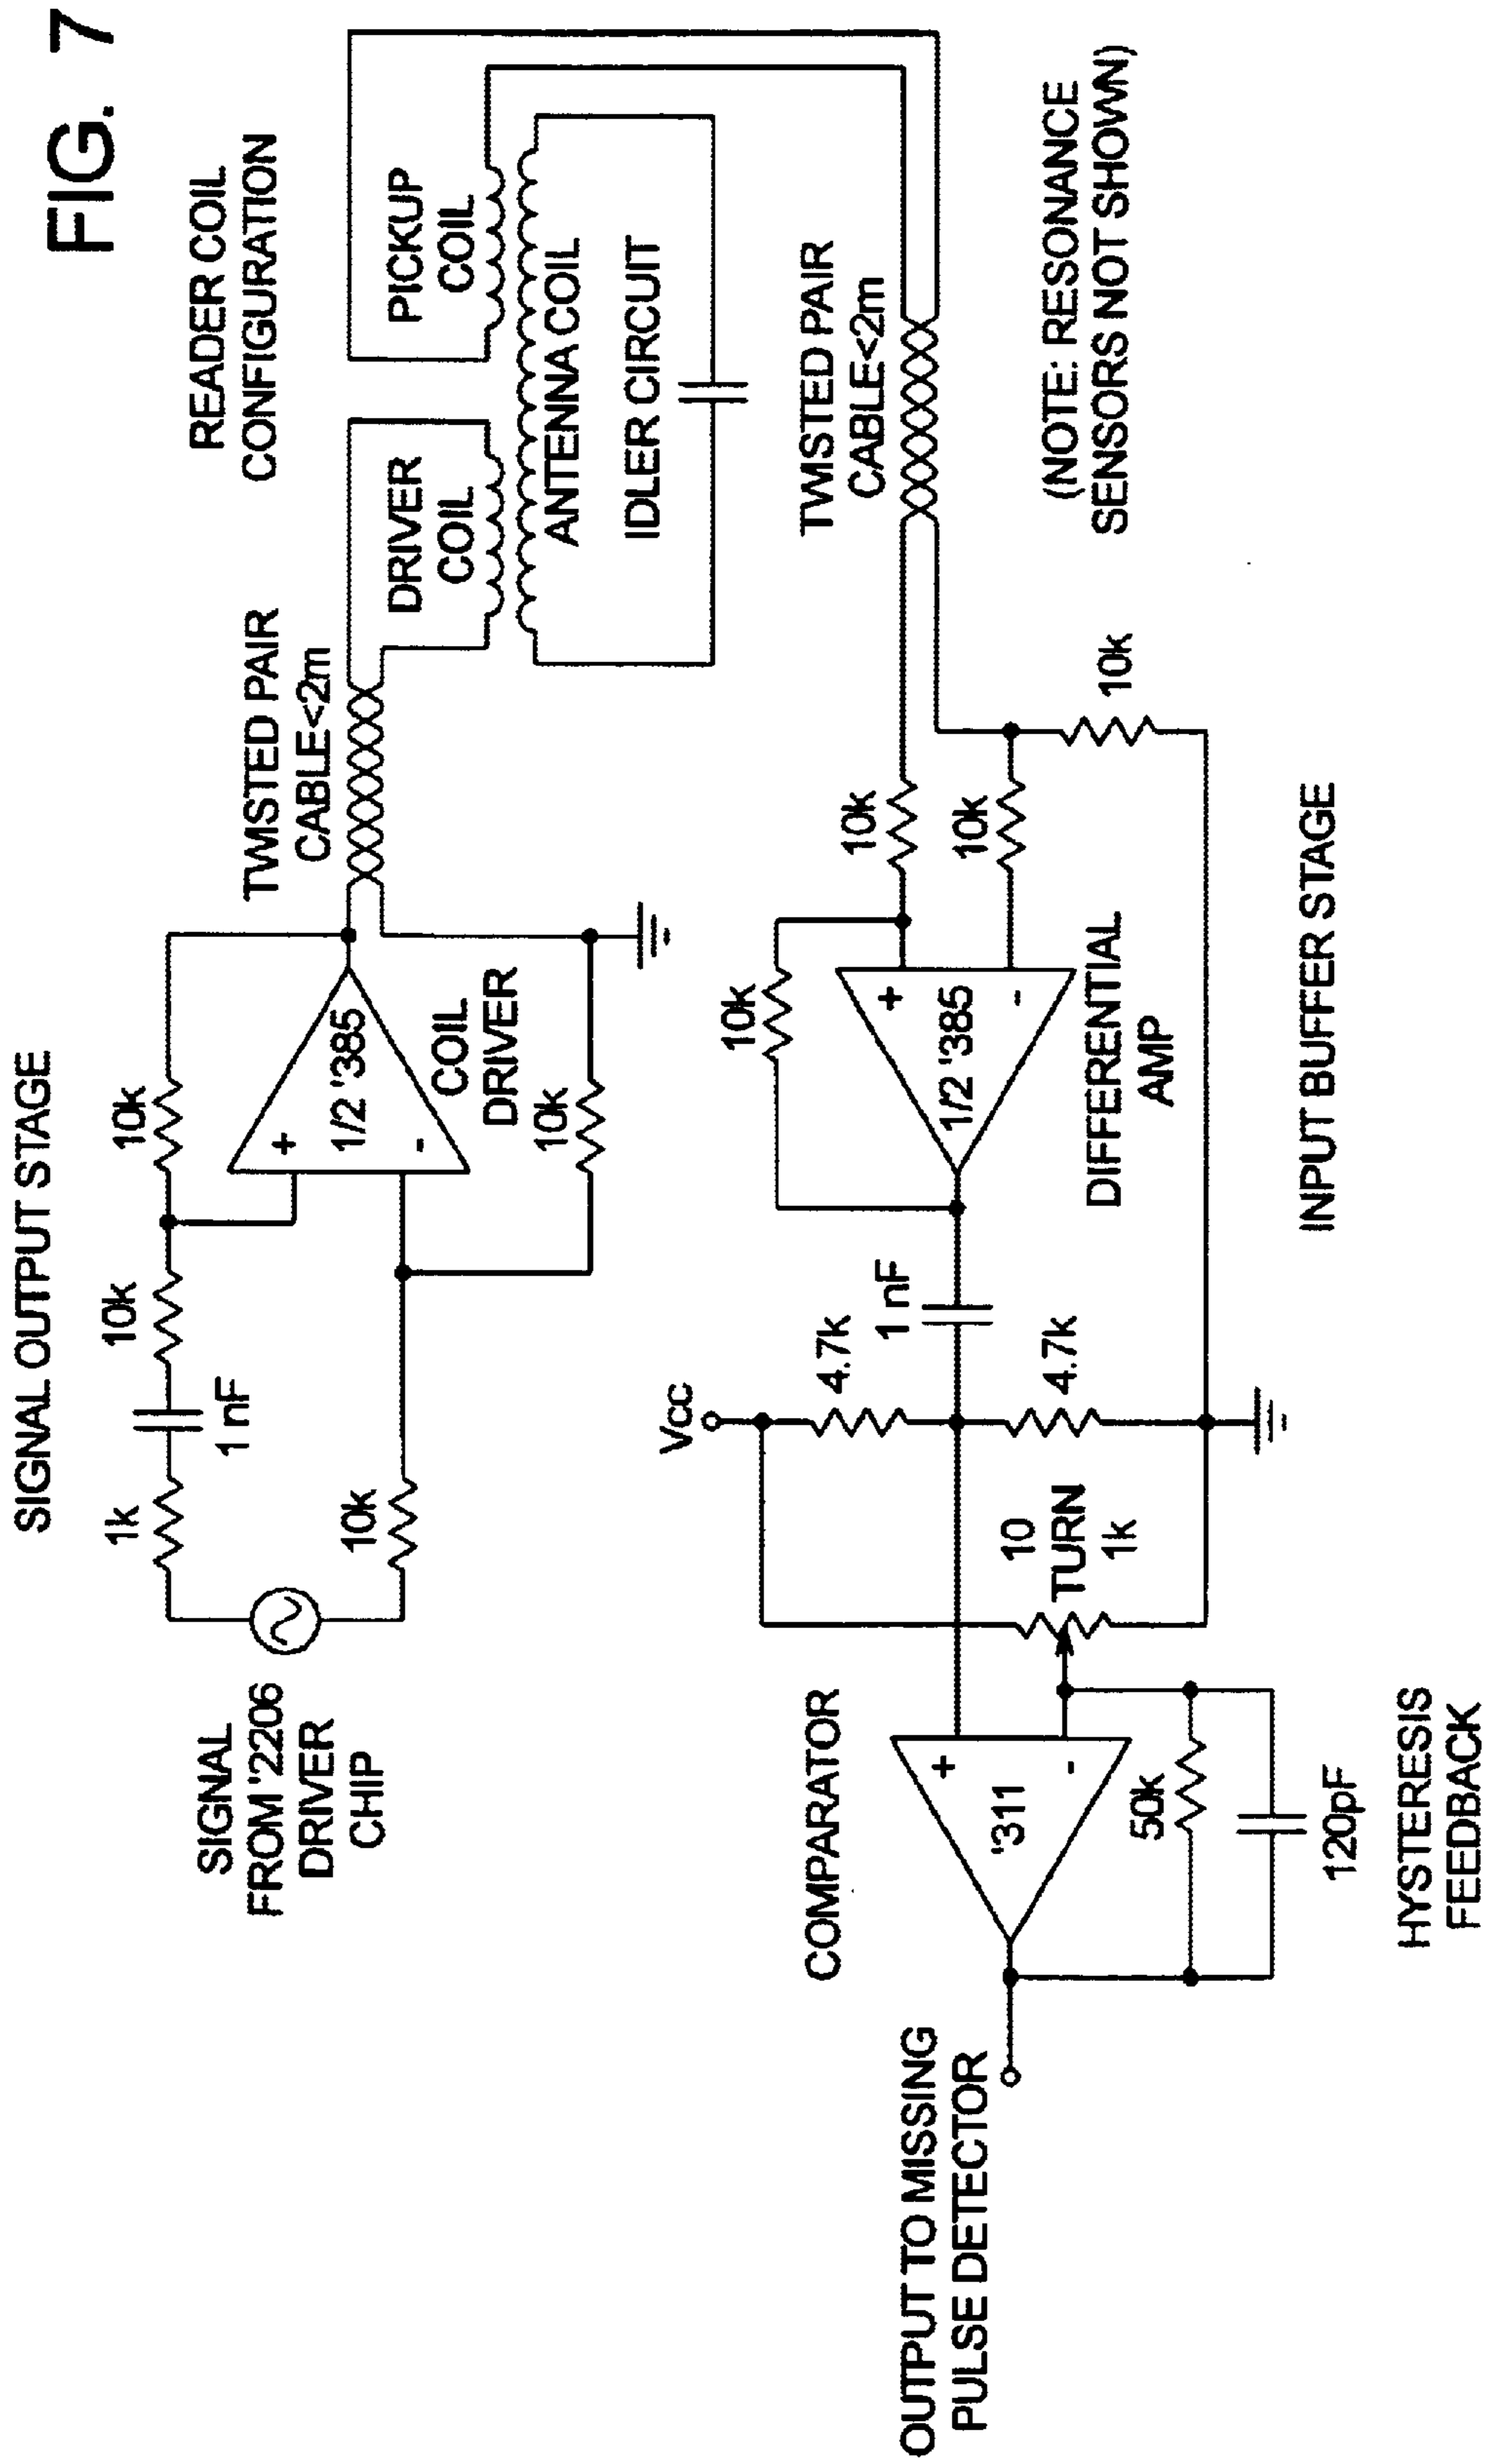 FIG. 7
SIGNAL OUTPUT STAGE
READER COIL
CONFIGURATION
SIGNAL
FROM '2206
DRIVER
CHIP
1k
1 nF
10k
10k
10k
+
-
1/2 '385
COIL
DRIVER
10k
TWISTED PAIR
CABLE<2m
DRIVER
COIL
PICKUP
COIL
ANTENNA COIL
IDLER CIRCUIT
TWISTED PAIR
CABLE<2m
(NOTE: RESONANCE
SENSORS NOT SHOWN)
OUTPUT TO MISSING
PULSE DETECTOR
COMPARATOR
'311
+
-
50k
120pF
HYSTERESIS
FEEDBACK
Vcc
10
TURN
1k
4.7k
4.7k
1 nF
10k
+
-
1/2 '385
DIFFERENTIAL
AMP
10k
10k
10k
INPUT BUFFER STAGE